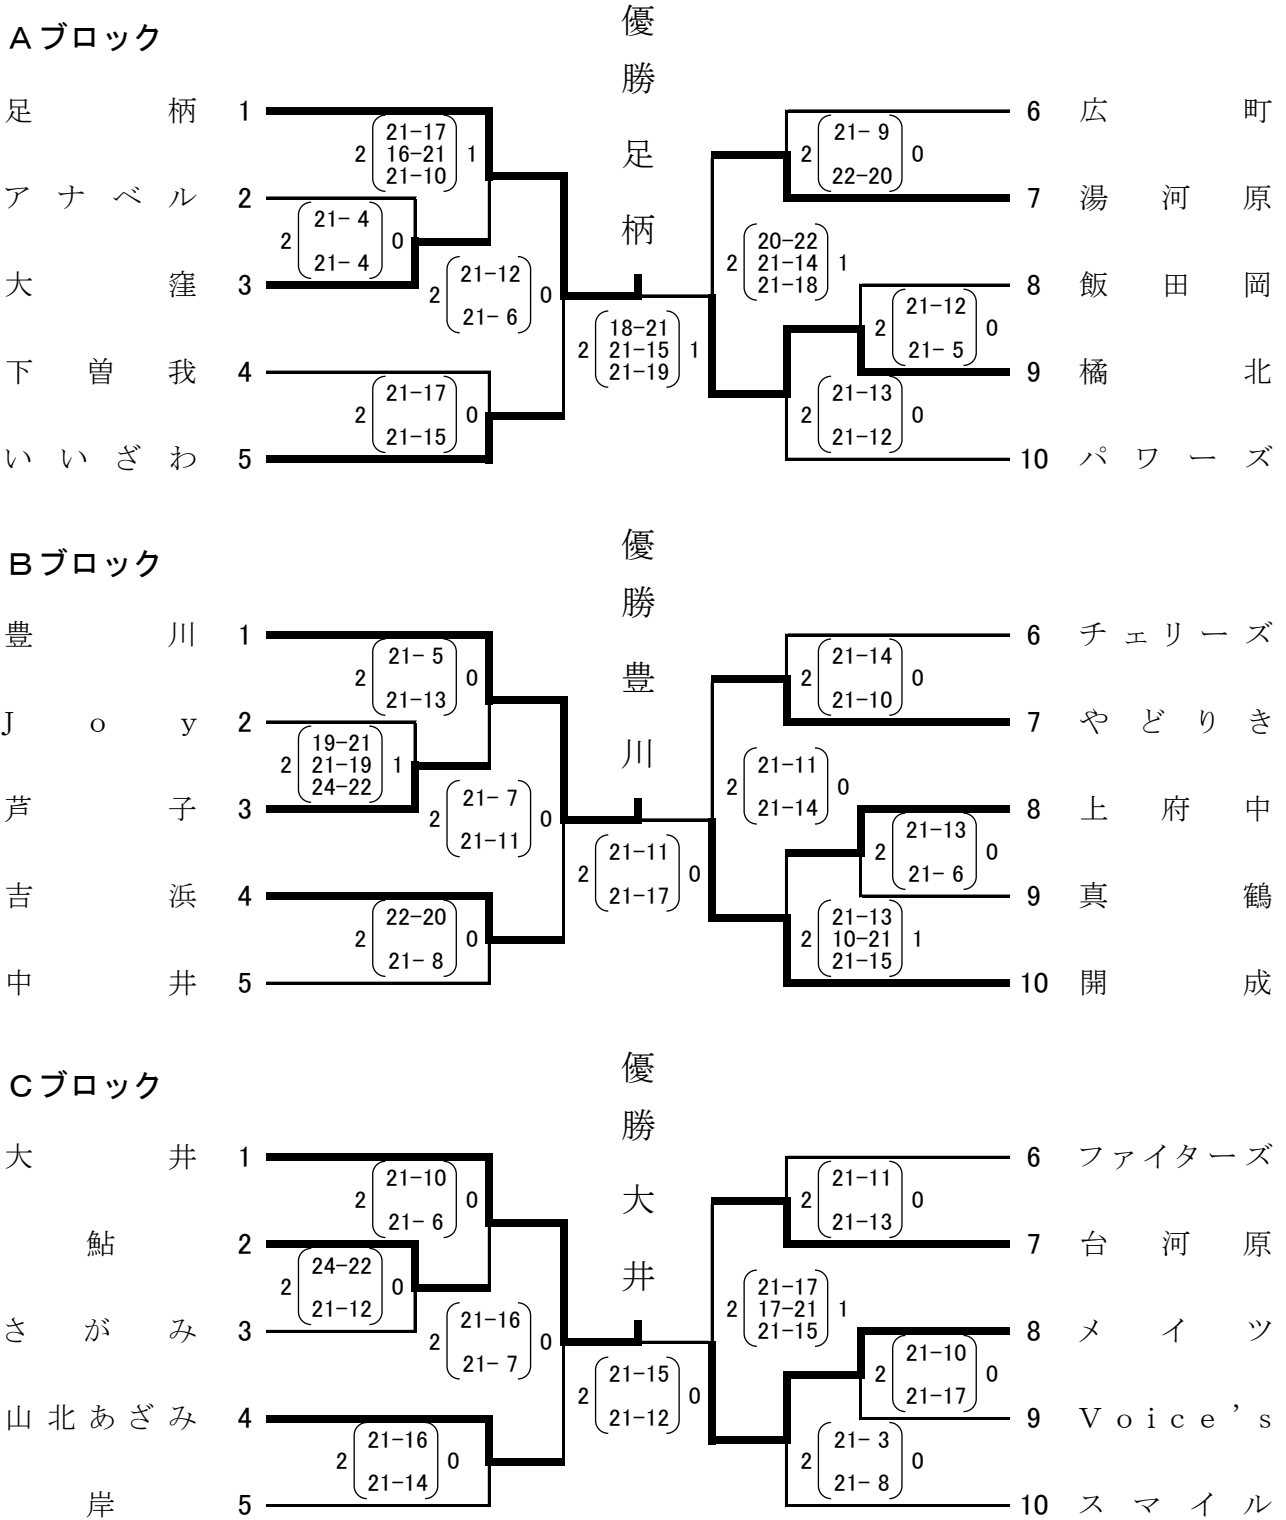 Aブロック
優勝 足柄
足柄 1
アナベル 2
大窪 3
下曽我 4
いいざわ 5
2 21-17 16-21 21-10 1
2 21- 4 21- 4 0
2 21-12 21- 6 0
2 21-17 21-15 0
2 18-21 21-15 21-19 1
6 広町
7 湯河原
8 飯田岡
9 橘北
10 パワーズ
2 21- 9 22-20 0
2 20-22 21-14 21-18 1
2 21-12 21- 5 0
2 21-13 21-12 0
Bブロック
優勝 豊川
豊川 1
Joy 2
芦子 3
吉浜 4
中井 5
2 21- 5 21-13 0
2 19-21 21-19 24-22 1
2 21- 7 21-11 0
2 22-20 21- 8 0
2 21-11 21-17 0
6 チェリーズ
7 やどりき
8 上府中
9 真鶴
10 開成
2 21-14 21-10 0
2 21-11 21-14 0
2 21-13 21- 6 0
2 21-13 10-21 21-15 1
Cブロック
優勝 大井
大井 1
鮎 2
さがみ 3
山北あざみ 4
岸 5
2 21-10 21- 6 0
2 24-22 21-12 0
2 21-16 21- 7 0
2 21-16 21-14 0
2 21-15 21-12 0
6 ファイターズ
7 台河原
8 メイツ
9 Voice's
10 スマイル
2 21-11 21-13 0
2 21-17 17-21 21-15 1
2 21-10 21-17 0
2 21- 3 21- 8 0